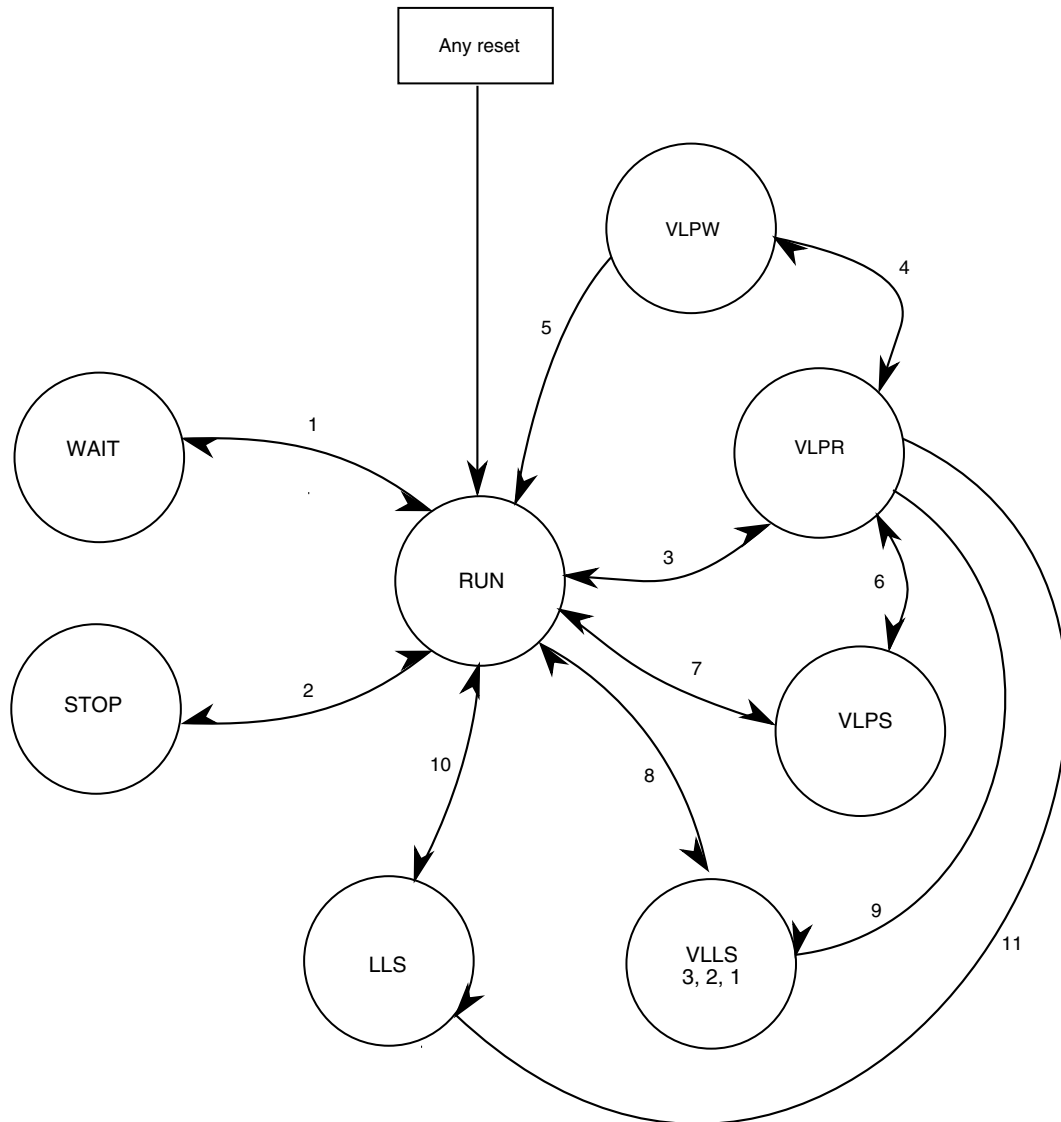 Any reset
VLPW
4
5
WAIT
1
VLPR
3
RUN
6
STOP
2
7
VLPS
10
8
9
11
LLS
VLLS
3, 2, 1